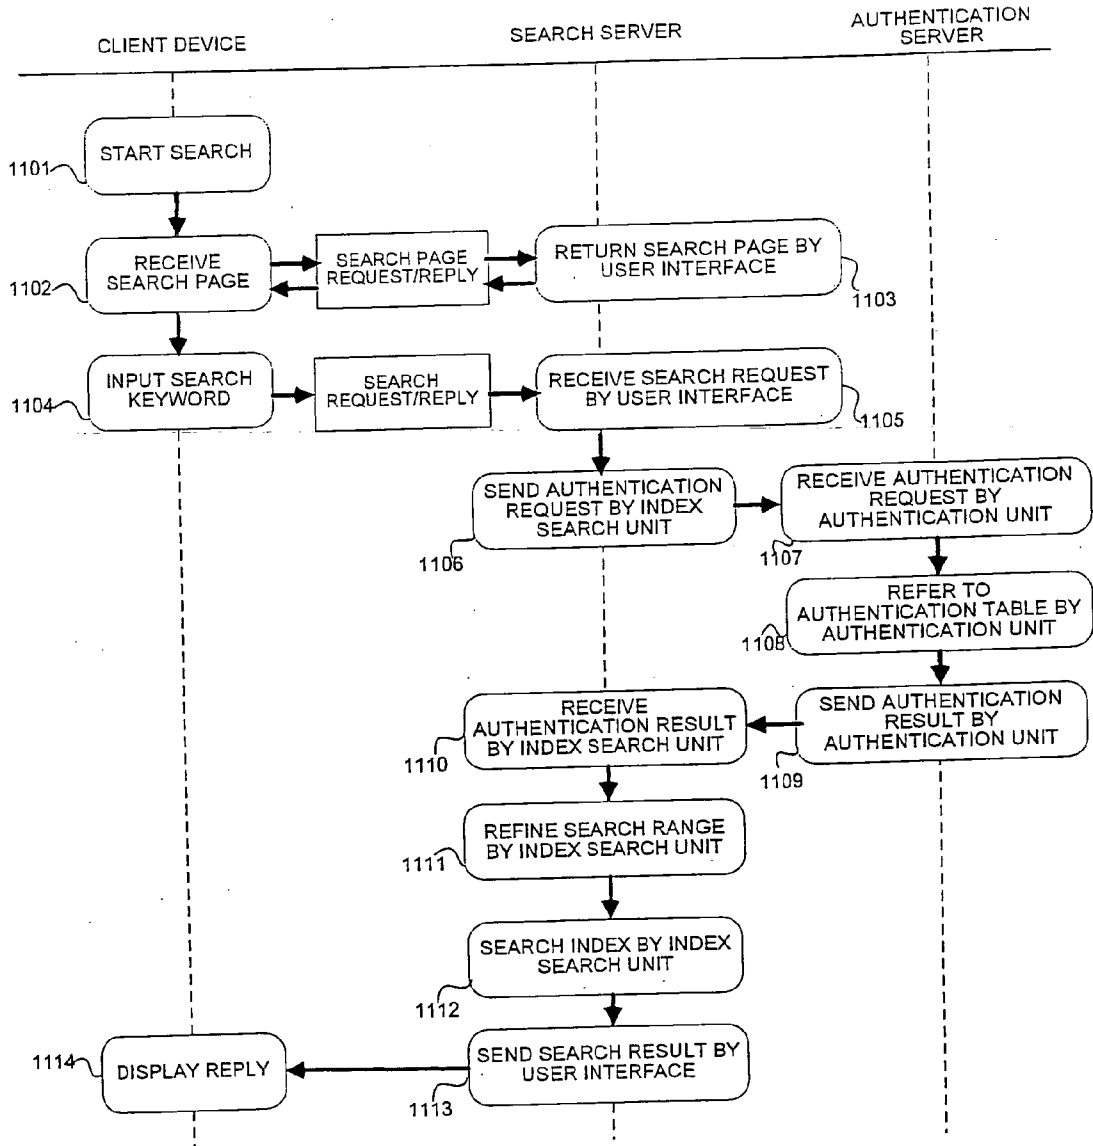 CLIENT DEVICE
SEARCH SERVER
AUTHENTICATION
SERVER
START SEARCH
1101
RECEIVE
SEARCH PAGE
1102
SEARCH PAGE
REQUEST/REPLY
RETURN SEARCH PAGE BY
USER INTERFACE
1103
INPUT SEARCH
KEYWORD
1104
SEARCH
REQUEST/REPLY
RECEIVE SEARCH REQUEST
BY USER INTERFACE
1105
SEND AUTHENTICATION
REQUEST BY INDEX
SEARCH UNIT
1106
RECEIVE AUTHENTICATION
REQUEST BY
AUTHENTICATION UNIT
1107
REFER TO
AUTHENTICATION TABLE BY
AUTHENTICATION UNIT
1108
SEND AUTHENTICATION
RESULT BY
AUTHENTICATION UNIT
1109
RECEIVE
AUTHENTICATION RESULT
BY INDEX SEARCH UNIT
1110
REFINE SEARCH RANGE
BY INDEX SEARCH UNIT
1111
SEARCH INDEX BY INDEX
SEARCH UNIT
1112
SEND SEARCH RESULT BY
USER INTERFACE
1113
DISPLAY REPLY
1114